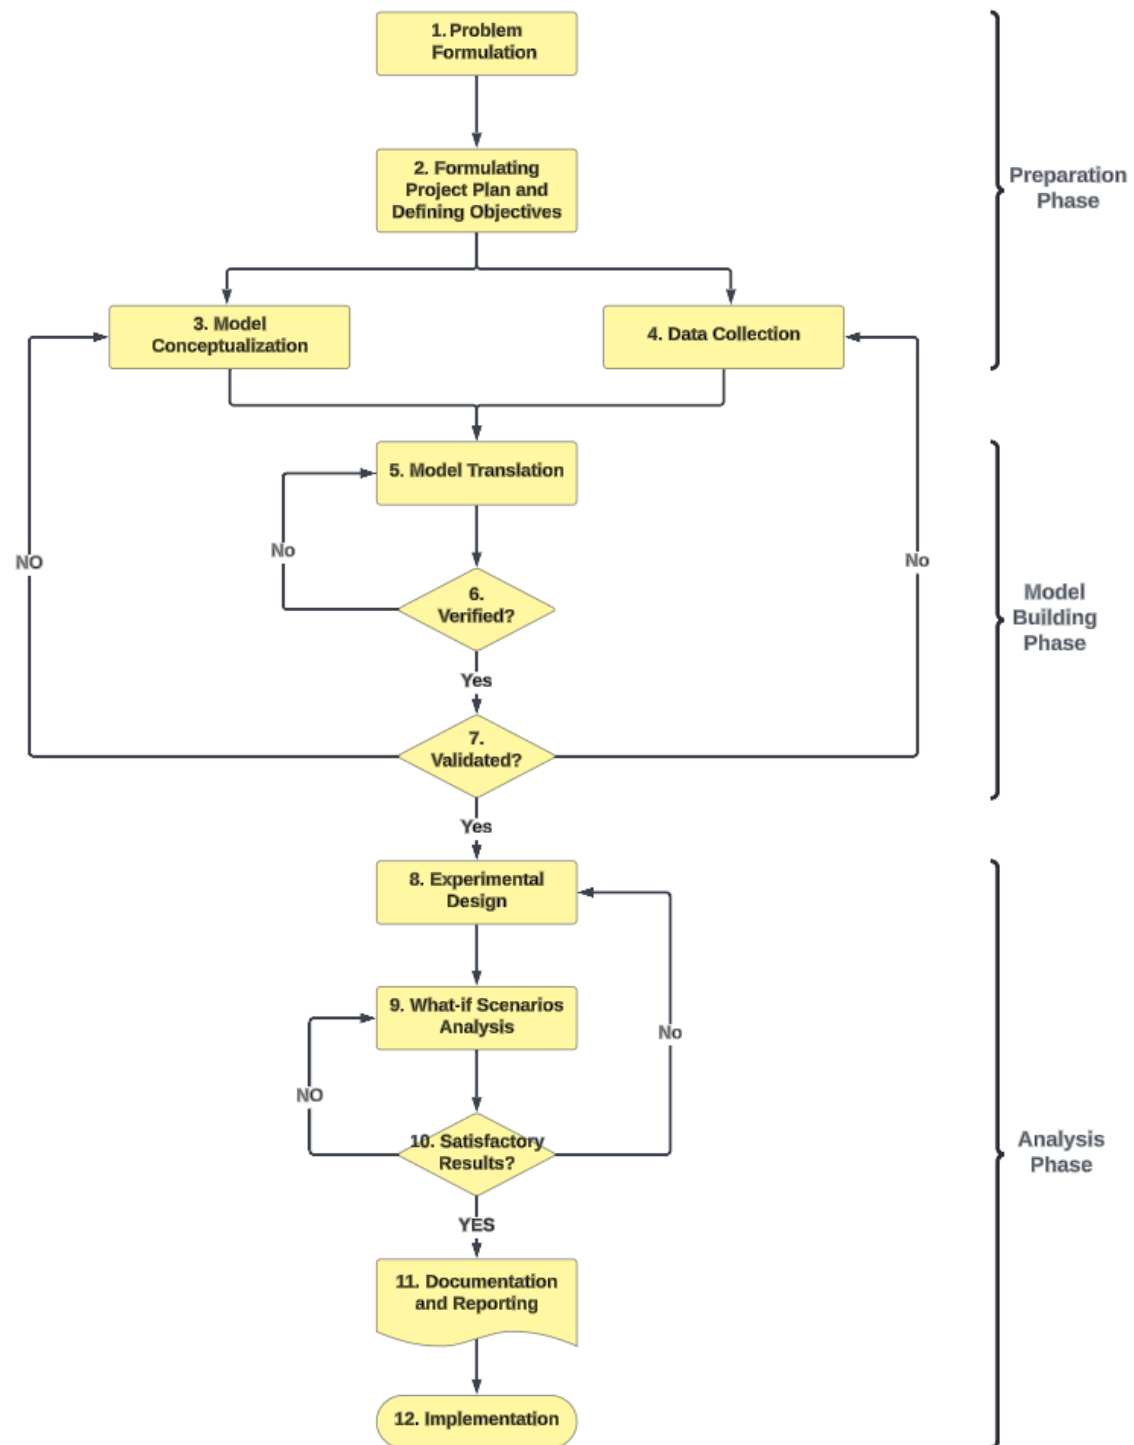 1. Problem
Formulation
2. Formulating
Project Plan and
Defining Objectives
Preparation
Phase
3. Model
Conceptualization
4. Data Collection
5. Model Translation
No
NO
No
6.
Verified?
Model
Building
Phase
Yes
7.
Validated?
Yes
8. Experimental
Design
9. What-if Scenarios
Analysis
No
NO
10. Satisfactory
Results?
Analysis
Phase
YES
11. Documentation
and Reporting
12. Implementation